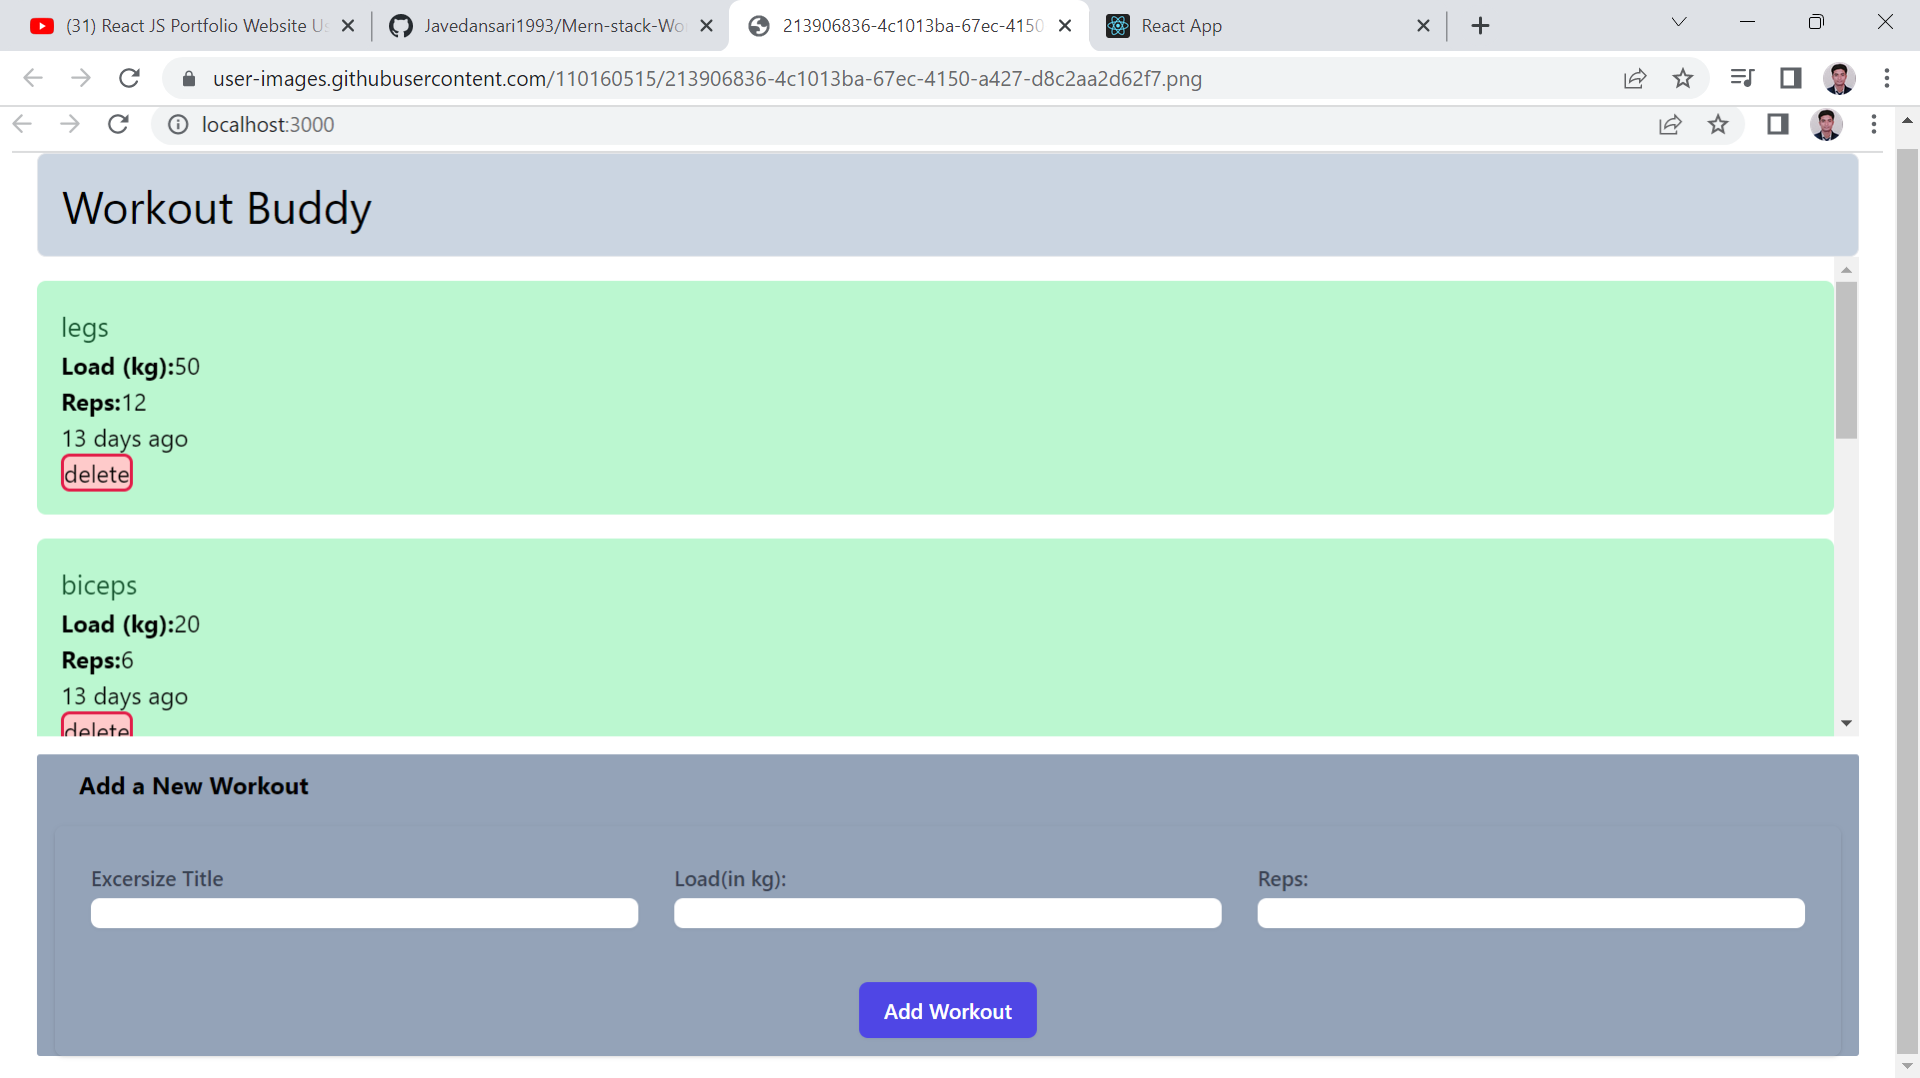 (31) React JS Portfolio Website Us
Javedansari1993/Mern-stack-Wo
213906836-4c1013ba-67ec-4150
React App
user-images.githubusercontent.com/110160515/213906836-4c1013ba-67ec-4150-a427-d8c2aa2d62f7.png
localhost:3000
Workout Buddy
legs
Load (kg):50
Reps:12
13 days ago
delete
biceps
Load (kg):20
Reps:6
13 days ago
delete
Add a New Workout
Excersize Title
Load(in kg):
Reps:
Add Workout